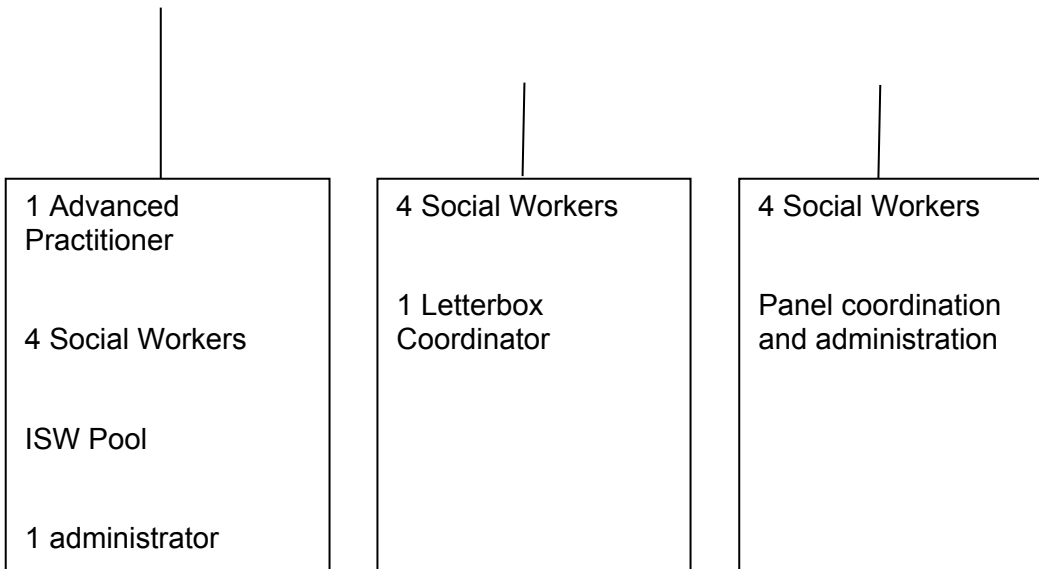 1 Advanced
Practitioner
4 Social Workers
ISW Pool
1 administrator
4 Social Workers
1 Letterbox
Coordinator
4 Social Workers
Panel coordination
and administration